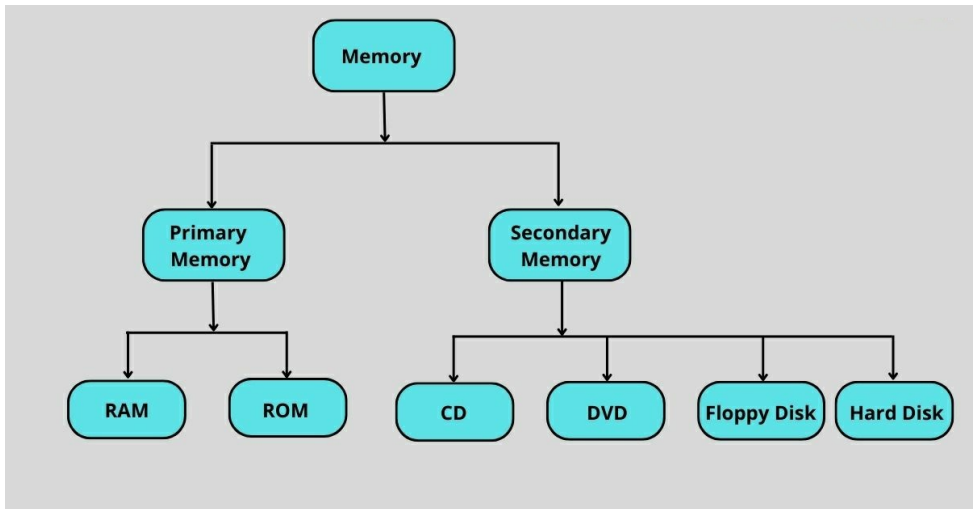 Memory
Primary
Memory
Secondary
Memory
RAM
ROM
CD
DVD
Floppy Disk
Hard Disk